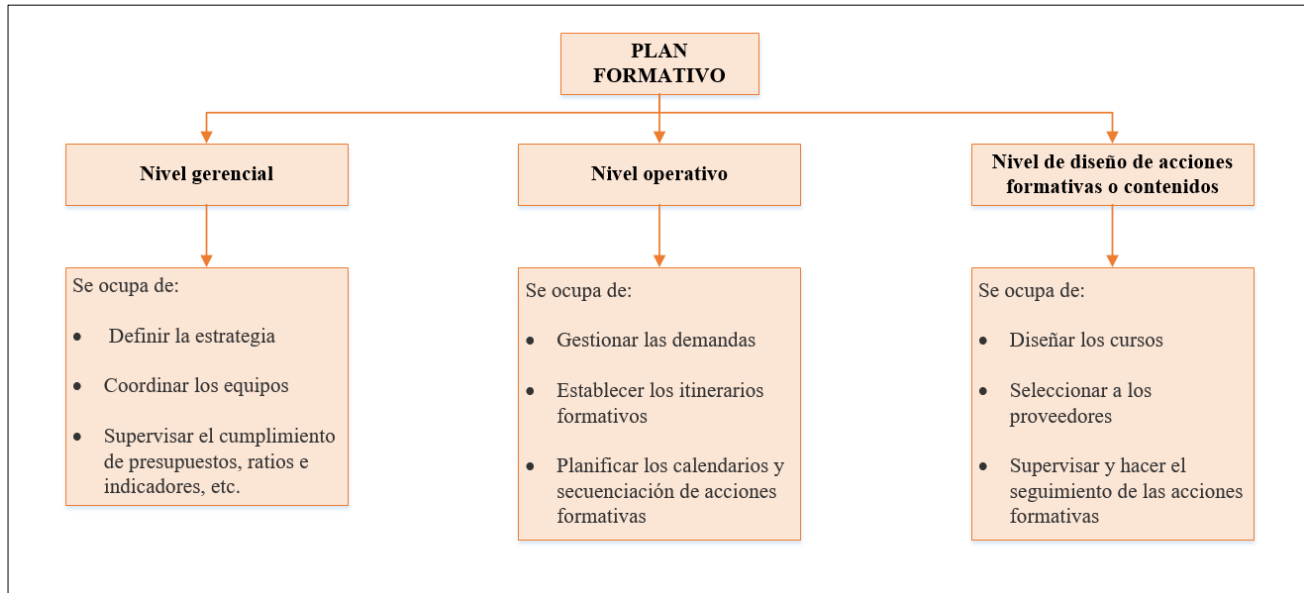 PLAN
FORMATIVO
Nivel gerencial
Nivel operativo
Nivel de diseño de acciones
formativas o contenidos
Se ocupa de:
• Definir la estrategia
• Coordinar los equipos
• Supervisar el cumplimiento
de presupuestos, ratios e
indicadores, etc.
Se ocupa de:
• Gestionar las demandas
• Establecer los itinerarios
formativos
• Planificar los calendarios y
secuenciación de acciones
formativas
Se ocupa de:
• Diseñar los cursos
• Seleccionar a los
proveedores
• Supervisar y hacer el
seguimiento de las acciones
formativas